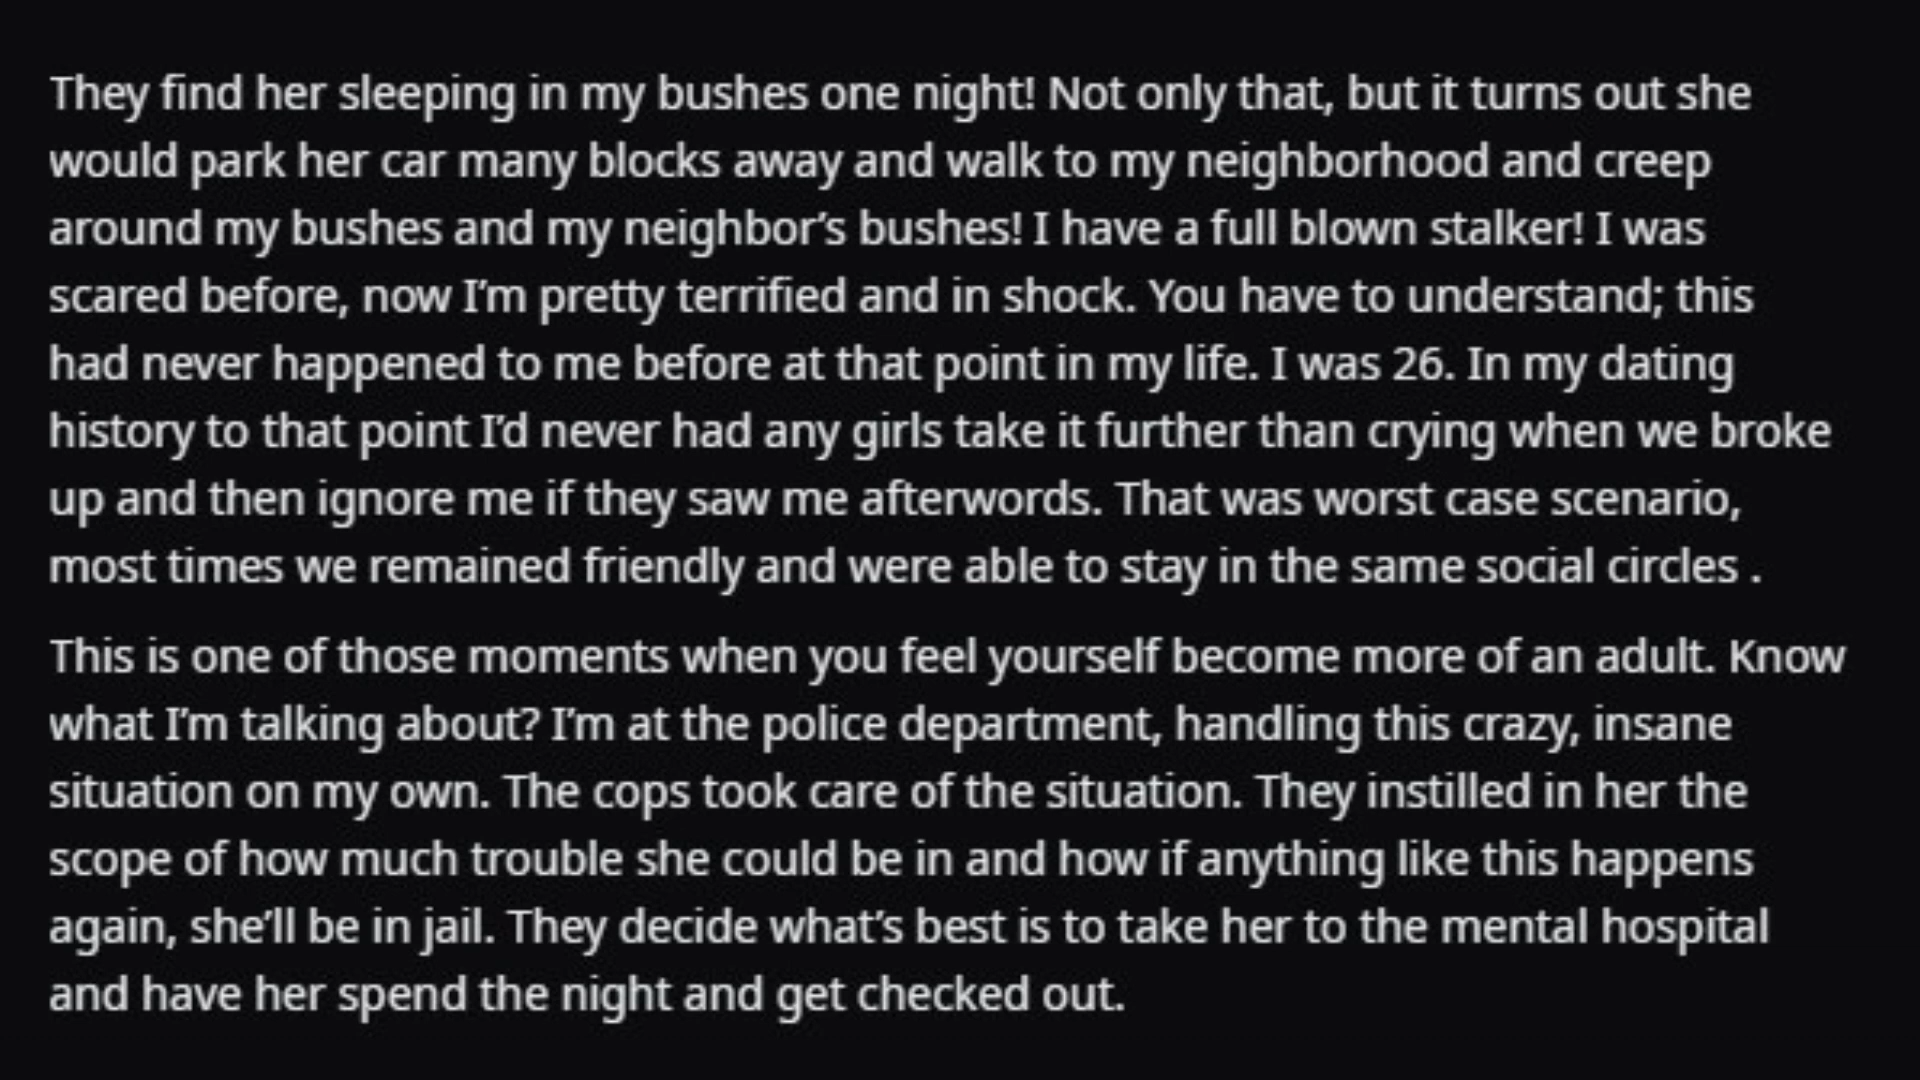 They find her sleeping in my bushes one night! Not only that, but it turns out she
would park her car many blocks away and walk to my neighborhood and creep
around my bushes and my neighbor’s bushes! I have a full blown stalker! I was
scared before, now I’m pretty terrified and in shock. You have to understand; this
had never happened to me before at that point in my life. I was 26. In my dating
history to that point I’d never had any girls take it further than crying when we broke
up and then ignore me if they saw me afterwords. That was worst case scenario,
most times we remained friendly and were able to stay in the same social circles .
This is one of those moments when you feel yourself become more of an adult. Know
what I’m talking about? I’m at the police department, handling this crazy, insane
situation on my own. The cops took care of the situation. They instilled in her the
scope of how much trouble she could be in and how if anything like this happens
again, she’ll be in jail. They decide what’s best is to take her to the mental hospital
and have her spend the night and get checked out.